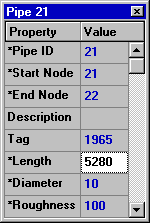 Pipe 21
Property Value
*Pipe ID 21
*Start Node 21
*End Node 22
Description
Tag 1965
*Length 5280
*Diameter 10
*Roughness 100